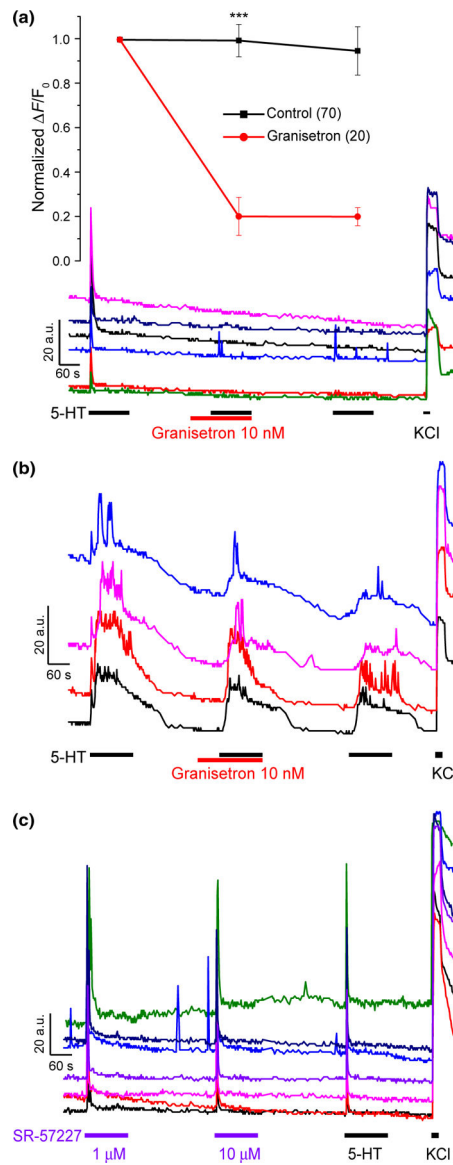 (a)
***
1.0
0.8
0.6
0.4
0.2
0.0
Normalized ΔF/F0
Control (70)
Granisetron (20)
20 a.u.
60 s
5-HT
Granisetron 10 nM
KCl
(b)
20 a.u.
60 s
5-HT
Granisetron 10 nM
KC
(c)
20 a.u.
60 s
SR-57227
1 μM
10 μM
5-HT
KCl